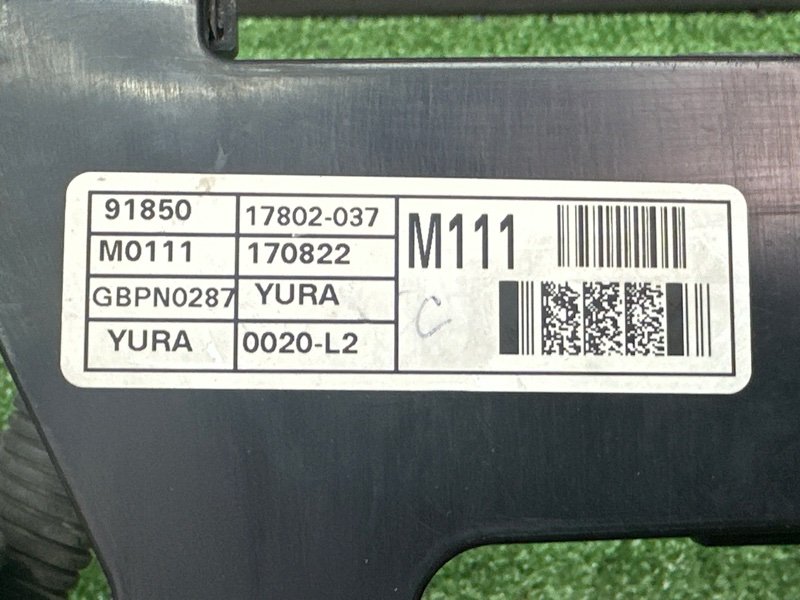 91850 17802-037
M0111 170822
GBPN0287 YURA
YURA 0020-L2
M111
C